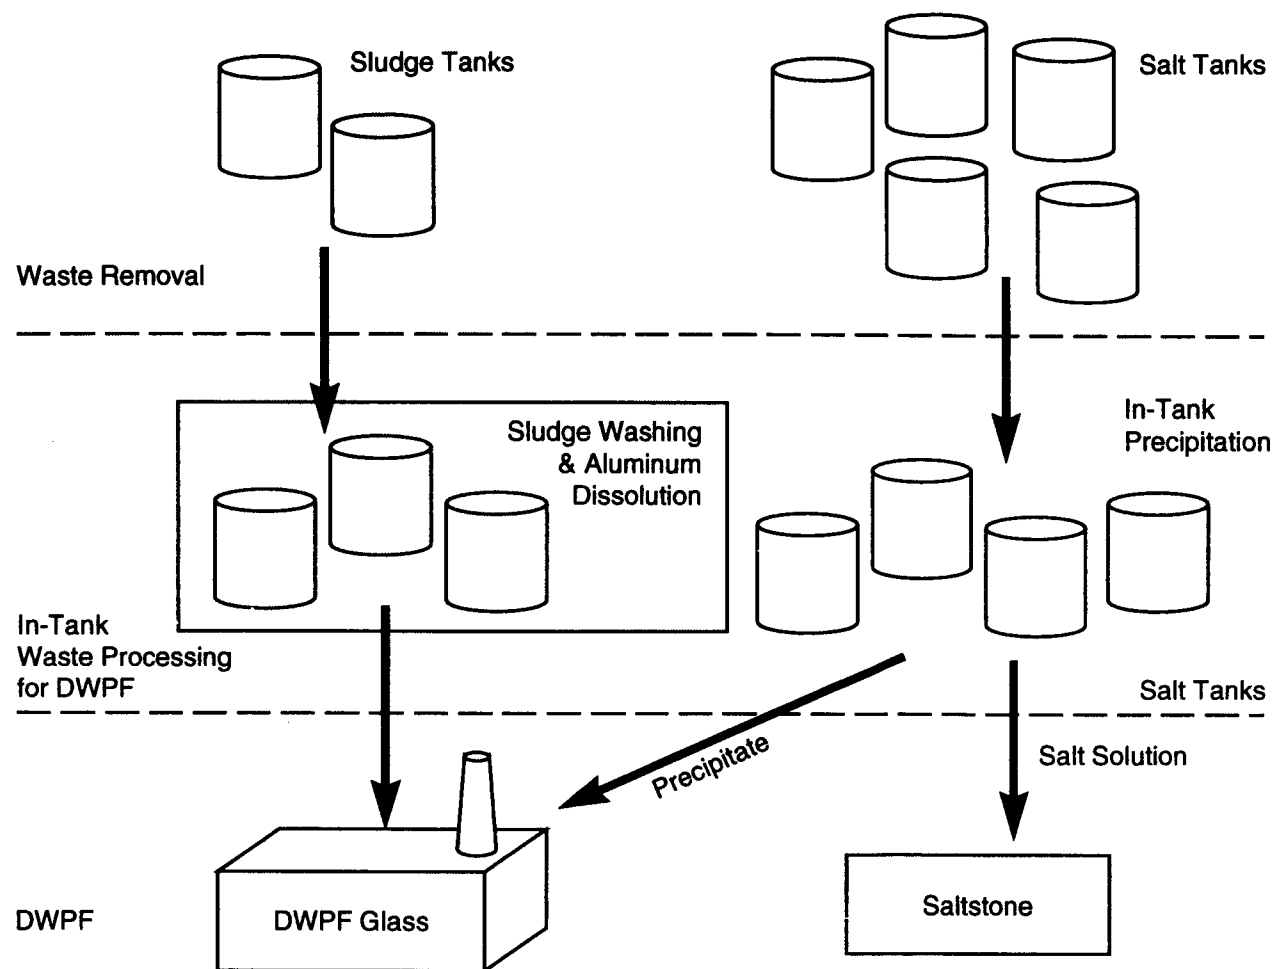 Sludge Tanks
Salt Tanks
Waste Removal
Sludge Washing
& Aluminum
Dissolution
In-Tank
Precipitation
In-Tank
Waste Processing
for DWPF
Salt Tanks
Precipitate
Salt Solution
DWPF
DWPF Glass
Saltstone